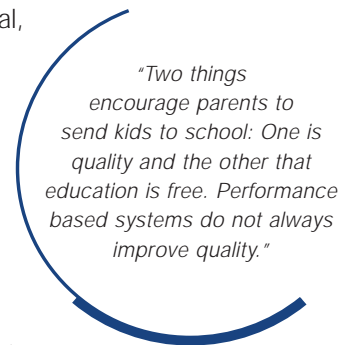 al,
“Two things
encourage parents to
send kids to school: One is
quality and the other that
education is free. Performance
based systems do not always
improve quality.”